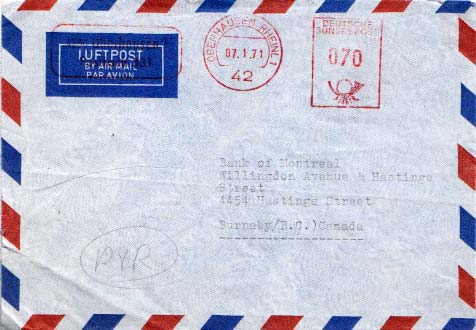 LUFTPOST
BY AIR MAIL
PAR AVION
OBERHAUSEN, RHEINL 1
07.1.71
42
DEUTSCHE
BUNDESPOST
070
Bank of Montreal
Willingdon Avenue & Hastings
Street
4454 Hastings Street
Burnaby/B.C.)Canada
P4R